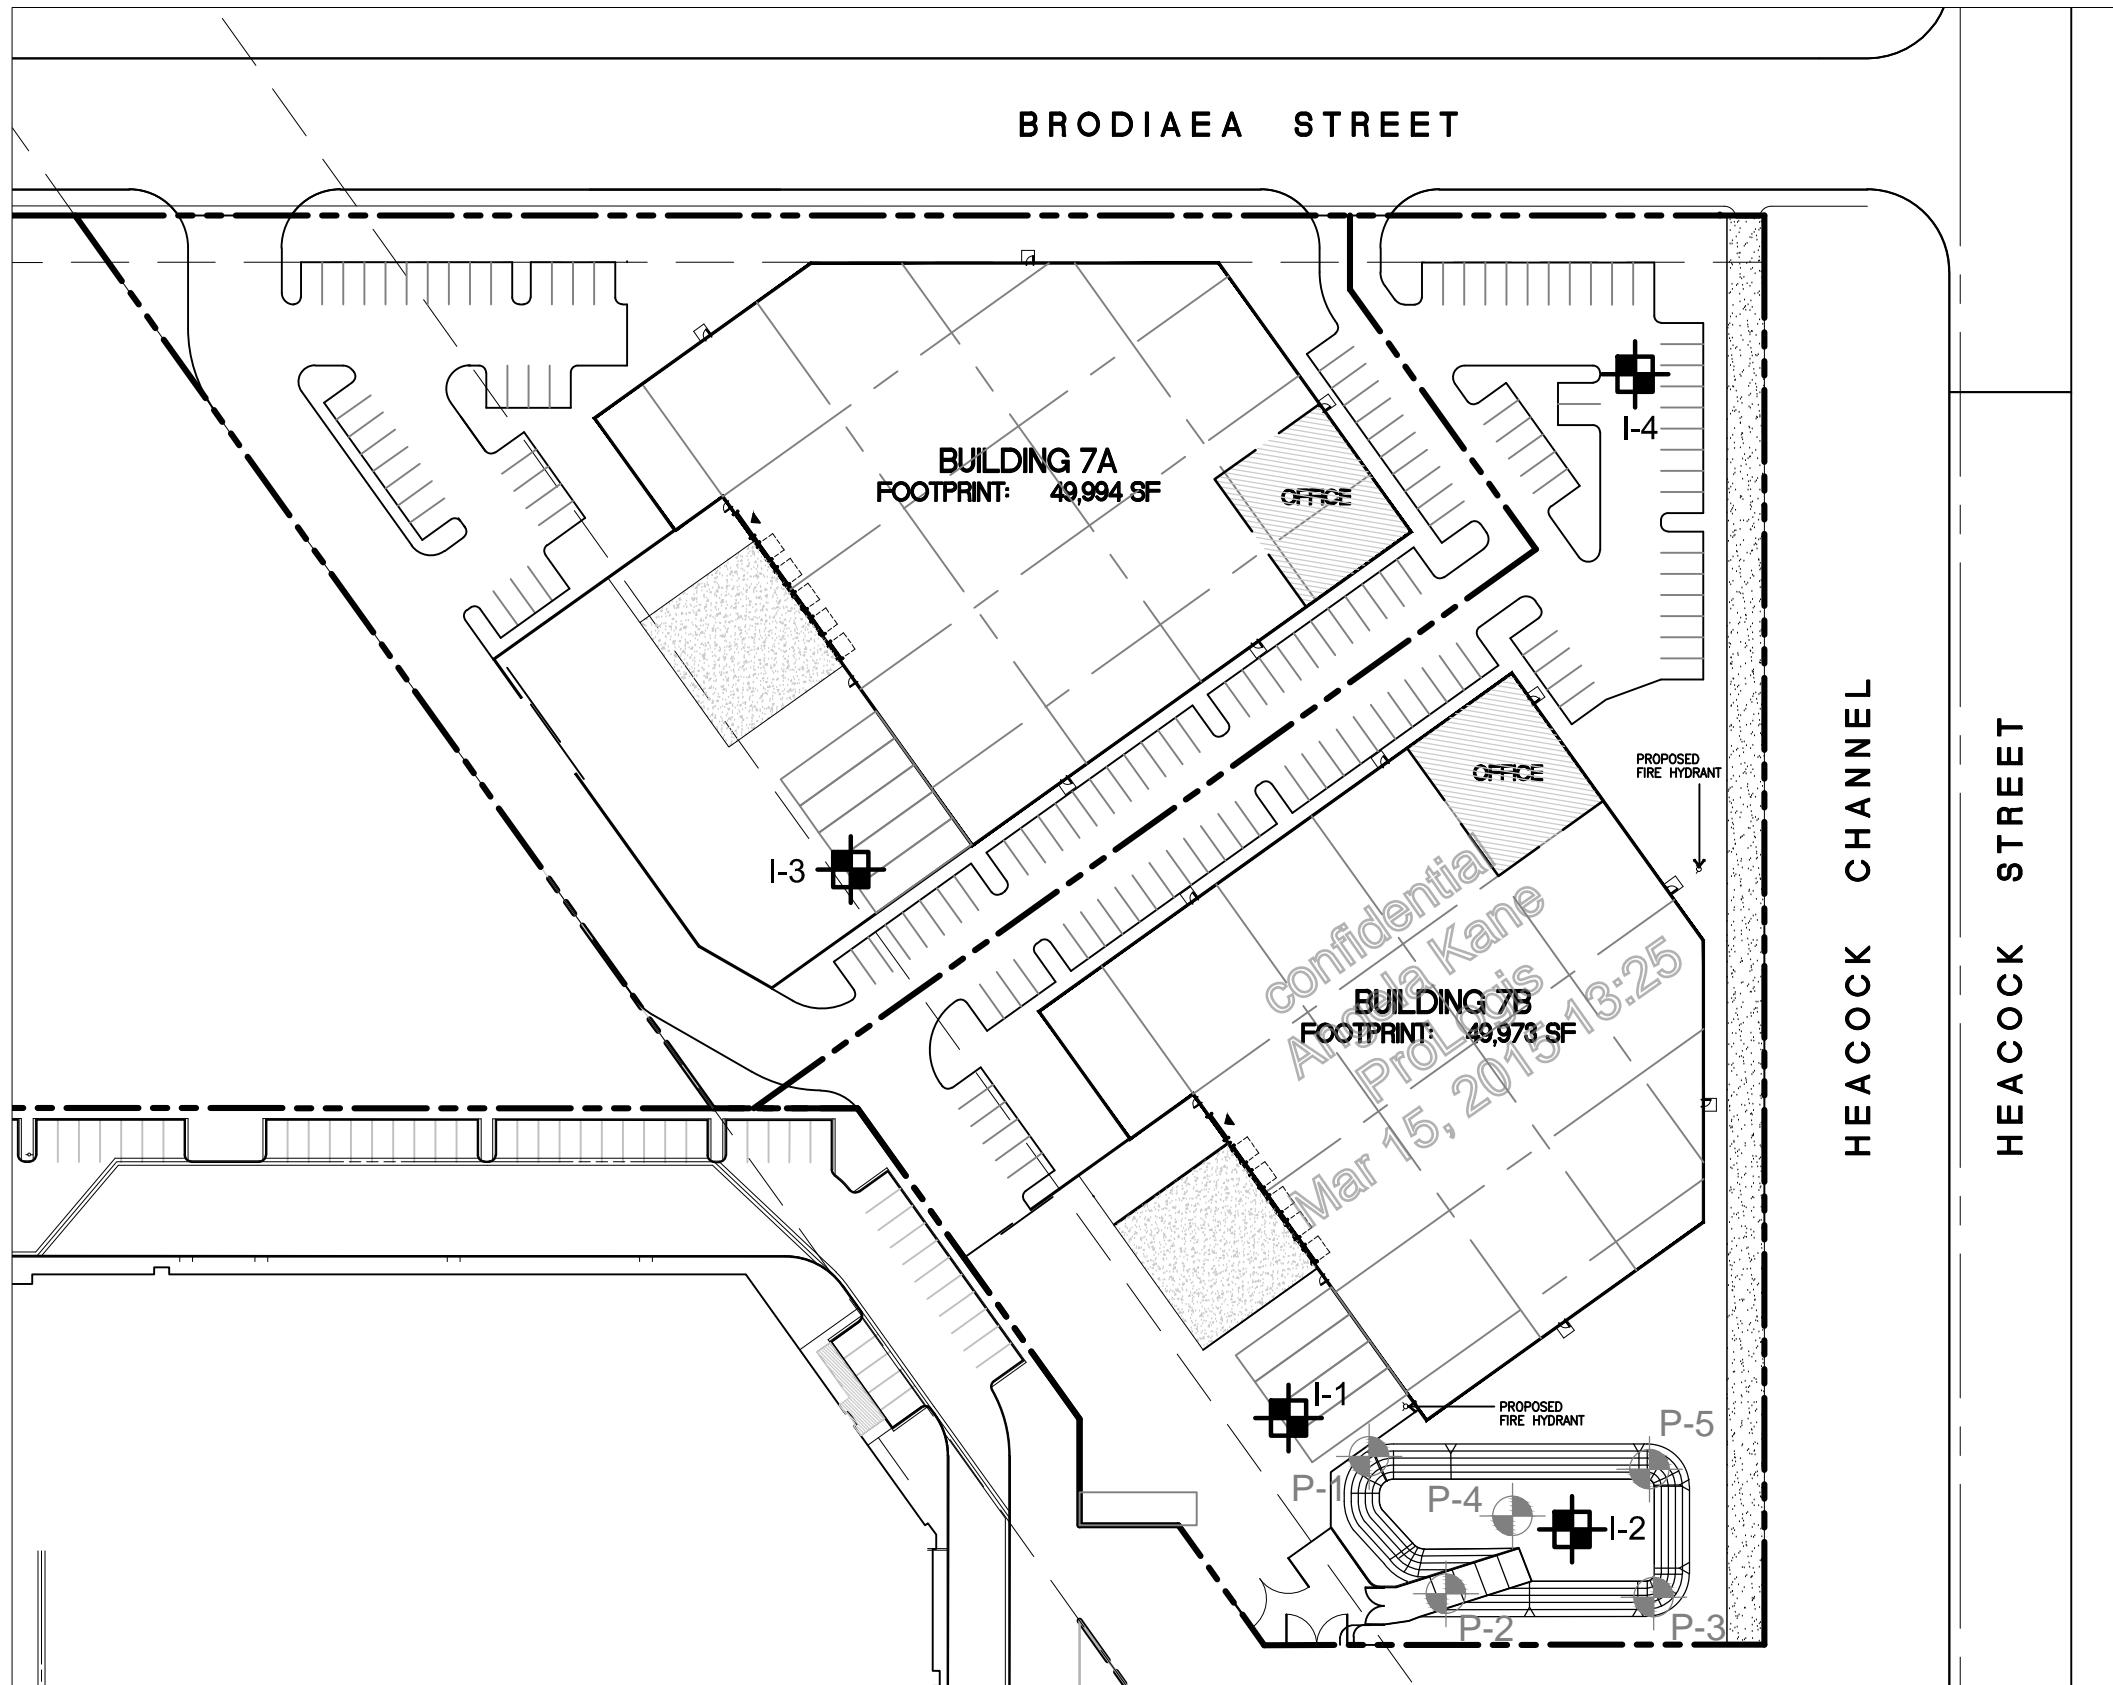 BRODIAEA STREET
I-4
BUILDING 7A
FOOTPRINT: 49,994 SF
OFFICE
HEACOCK CHANNEL
HEACOCK STREET
PROPOSED
FIRE HYDRANT
OFFICE
I-3
confidential
Angela Kane
ProLogis
Mar 15, 2015 13:25
BUILDING 7B
FOOTPRINT: 49,973 SF
I-1
PROPOSED
FIRE HYDRANT
P-5
P-1
P-4
I-2
P-2
P-3